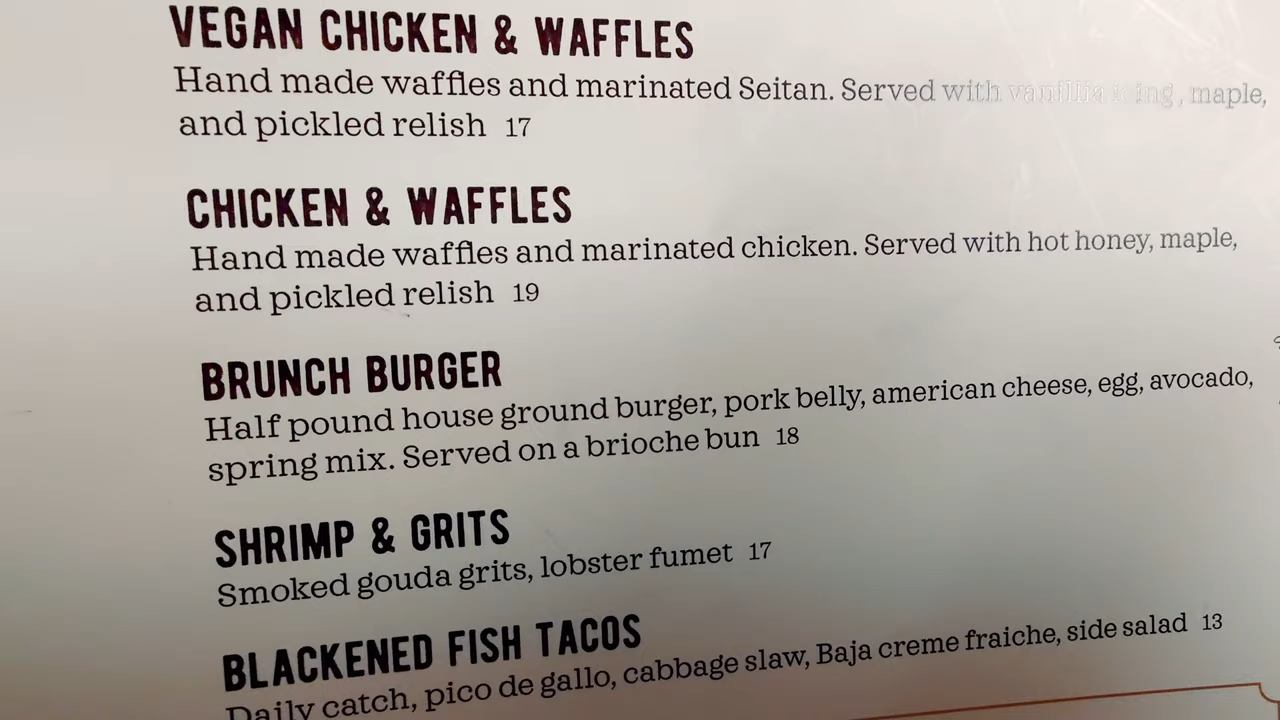 VEGAN CHICKEN & WAFFLES
Hand made waffles and marinated Seitan. Served with vanillia icing, maple,
and pickled relish 17
CHICKEN & WAFFLES
Hand made waffles and marinated chicken. Served with hot honey, maple,
and pickled relish 19
BRUNCH BURGER
Half pound house ground burger, pork belly, american cheese, egg, avocado,
spring mix. Served on a brioche bun 18
SHRIMP & GRITS
Smoked gouda grits, lobster fumet 17
BLACKENED FISH TACOS
Daily catch, pico de gallo, cabbage slaw, Baja creme fraiche, side salad 13